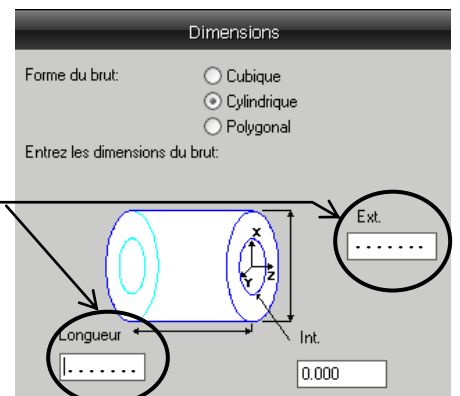 Dimensions
Forme du brut:
Cubique
Cylindrique
Polygonal
Entrez les dimensions du brut:
Ext.
.......
X
Y
Z
Longueur
.......
Int.
0.000